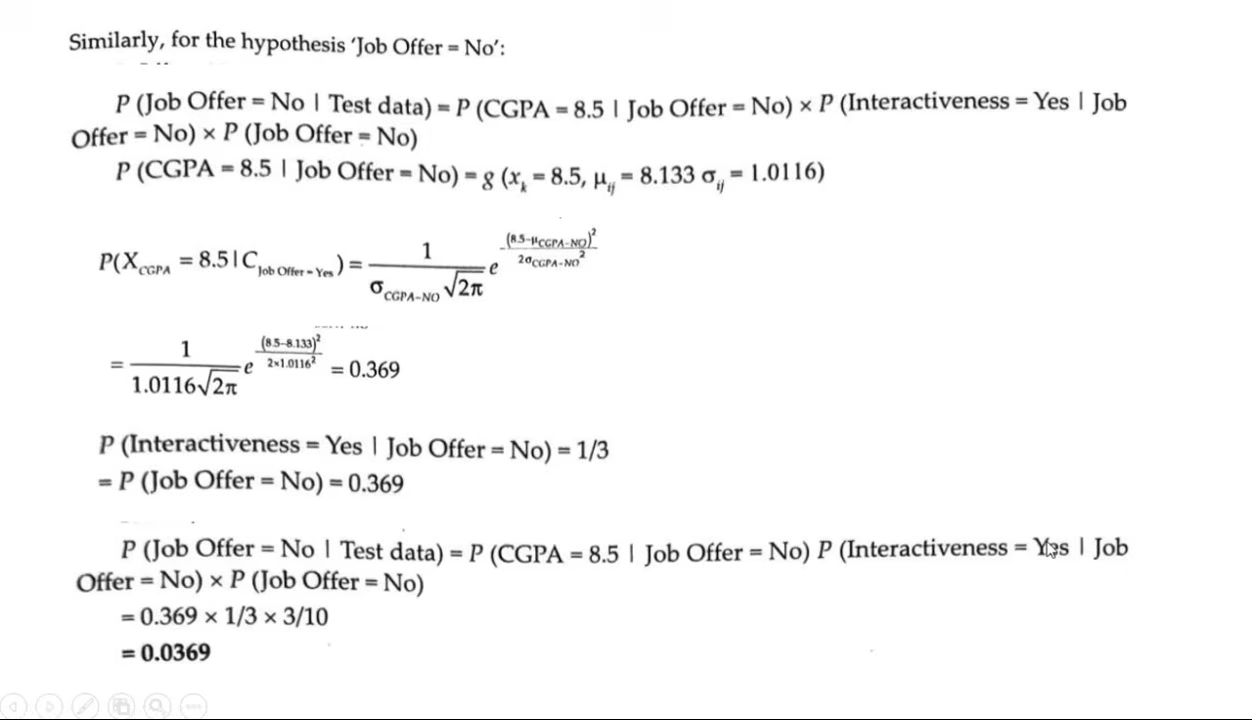 Similarly, for the hypothesis ‘Job Offer = No’:
P (Job Offer = No | Test data) = P (CGPA = 8.5 | Job Offer = No) × P (Interactiveness = Yes | Job
Offer = No) × P (Job Offer = No)
P (CGPA = 8.5 | Job Offer = No) = g (x_k = 8.5, μ_ij = 8.133 σ_ij = 1.0116)
P(X_CGPA = 8.5 | C_Job Offer = Yes) = 1 / (σ_CGPA–NO √2π) e^–(8.5–μ_CGPA–NO)² / 2σ_CGPA–NO²
= 1 / (1.0116√2π) e^–(8.5–8.133)² / 2×1.0116² = 0.369
P (Interactiveness = Yes | Job Offer = No) = 1/3
= P (Job Offer = No) = 0.369
P (Job Offer = No | Test data) = P (CGPA = 8.5 | Job Offer = No) P (Interactiveness = Yes | Job
Offer = No) × P (Job Offer = No)
= 0.369 × 1/3 × 3/10
= 0.0369